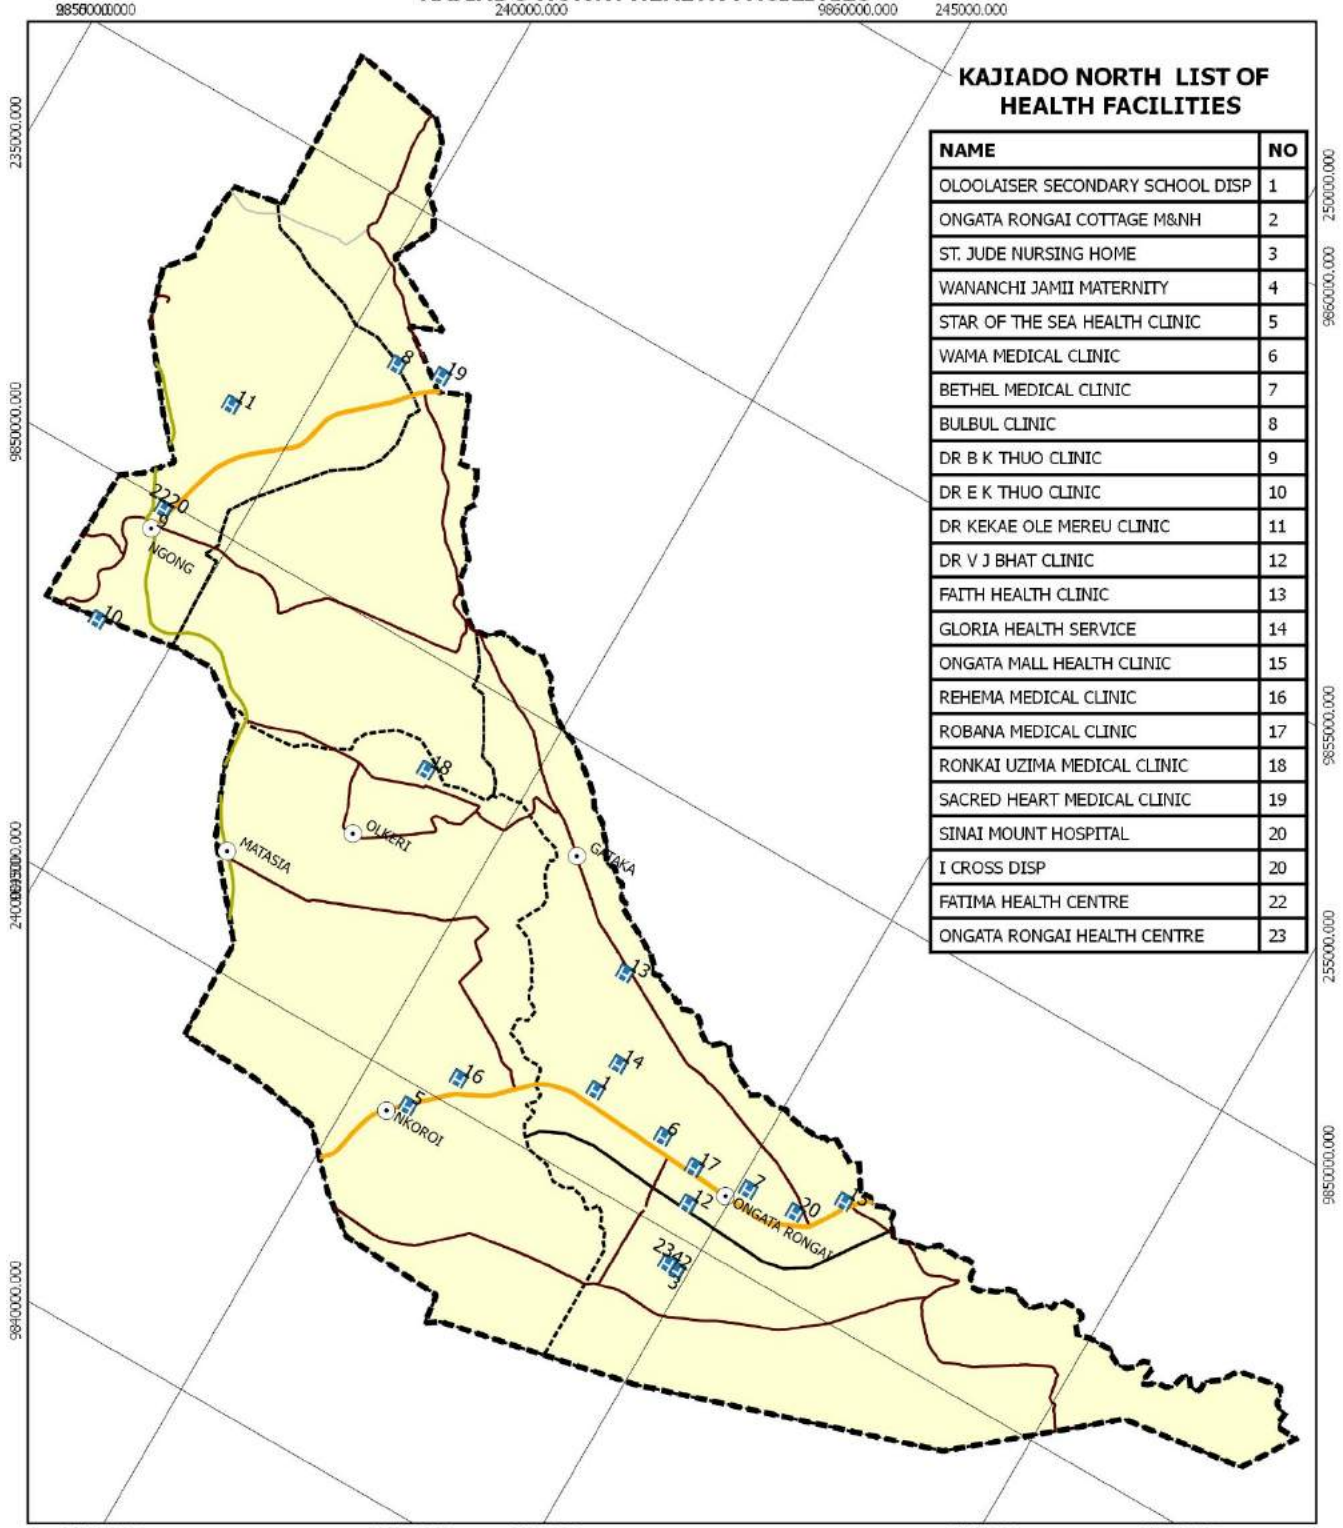 9855000000
240000.000
9860000.000
245000.000
KAJIADO NORTH LIST OF
HEALTH FACILITIES
NAME NO
OLOOLAISER SECONDARY SCHOOL DISP 1
ONGATA RONGAI COTTAGE M&NH 2
ST. JUDE NURSING HOME 3
WANANCHI JAMII MATERNITY 4
STAR OF THE SEA HEALTH CLINIC 5
WAMA MEDICAL CLINIC 6
BETHEL MEDICAL CLINIC 7
BULBUL CLINIC 8
DR B K THUO CLINIC 9
DR E K THUO CLINIC 10
DR KEKAE OLE MEREU CLINIC 11
DR V J BHAT CLINIC 12
FAITH HEALTH CLINIC 13
GLORIA HEALTH SERVICE 14
ONGATA MALL HEALTH CLINIC 15
REHEMA MEDICAL CLINIC 16
ROBANA MEDICAL CLINIC 17
RONKAI UZIMA MEDICAL CLINIC 18
SACRED HEART MEDICAL CLINIC 19
SINAI MOUNT HOSPITAL 20
I CROSS DISP 20
FATIMA HEALTH CENTRE 22
ONGATA RONGAI HEALTH CENTRE 23
235000.000
9850000.000
9840000.000
250000.000
9860000.000
9855000.000
255000.000
9850000.000
8
19
11
2220
9
NGONG
10
18
OLKERI
MATASIA
GATAKA
13
14
1
16
5
NKOROI
6
17
7
12
20
15
ONGATA RONGAI
2342
3